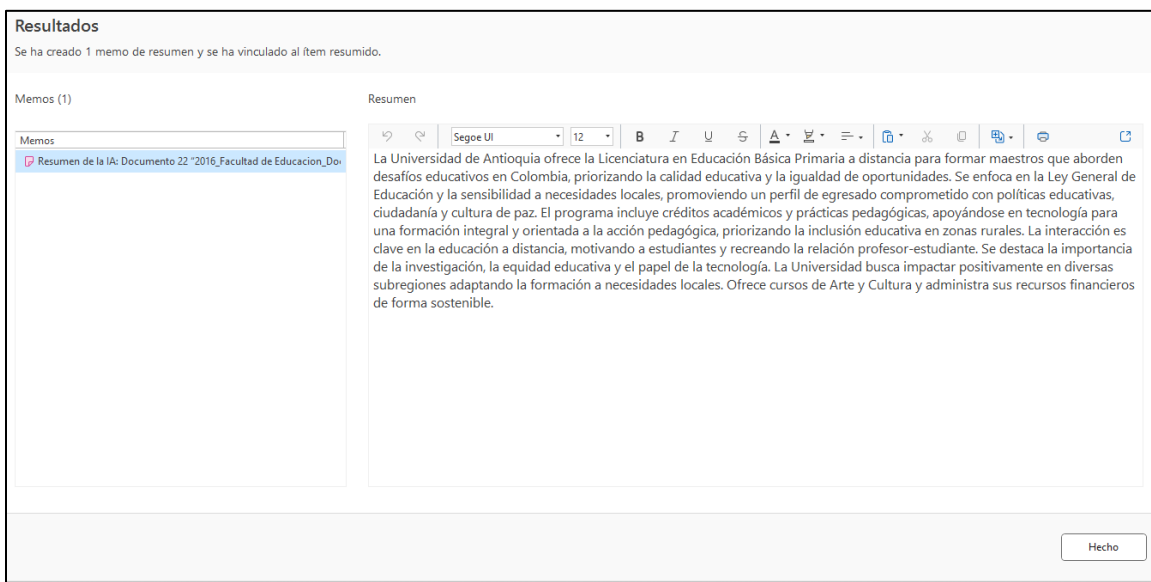 Resultados
Se ha creado 1 memo de resumen y se ha vinculado al ítem resumido.
Memos (1)
Resumen
Memos
Segoe UI
12
B I U S A
Resumen de la IA: Documento 22 "2016_Facultad de Educacion_Do
La Universidad de Antioquia ofrece la Licenciatura en Educación Básica Primaria a distancia para formar maestros que abordan
desafíos educativos en Colombia, priorizando la calidad educativa y la igualdad de oportunidades. Se enfoca en la Ley General de
Educación y la sensibilidad a necesidades locales, promoviendo un perfil de egresado comprometido con políticas educativas,
ciudadanía y cultura de paz. El programa incluye créditos académicos y prácticas pedagógicas, apoyándose en tecnología para
una formación integral y orientada a la acción pedagógica, priorizando la inclusión educativa en zonas rurales. La interacción es
clave en la educación a distancia, motivando a estudiantes y recreando la relación profesor-estudiante. Se destaca la importancia
de la investigación, la equidad educativa y el papel de la tecnología. La Universidad busca impactar positivamente en diversas
subregiones adaptando la formación a necesidades locales. Ofrece cursos de Arte y Cultura y administra sus recursos financieros
de forma sostenible.
Hecho